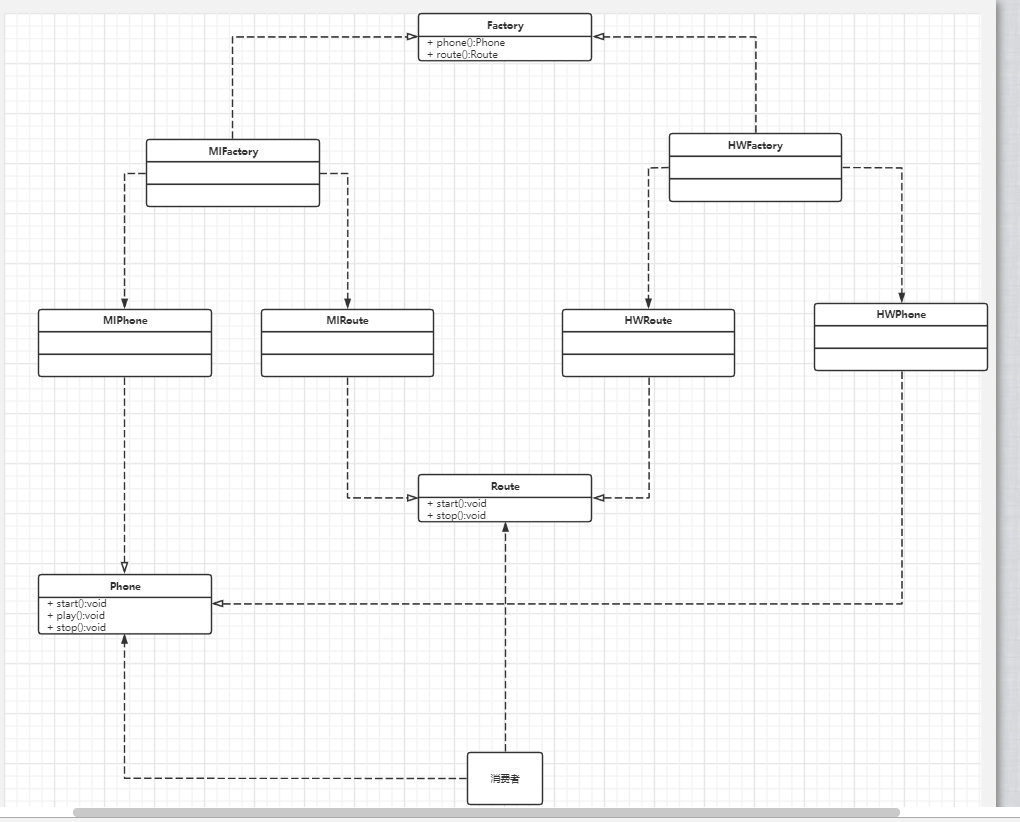 Factory
+ phone():Phone
+ route():Route
MIFactory
HWFactory
MIPhone
MIRoute
HWRoute
HWPhone
Route
+ start():void
+ stop():void
Phone
+ start():void
+ play():void
+ stop():void
消费者